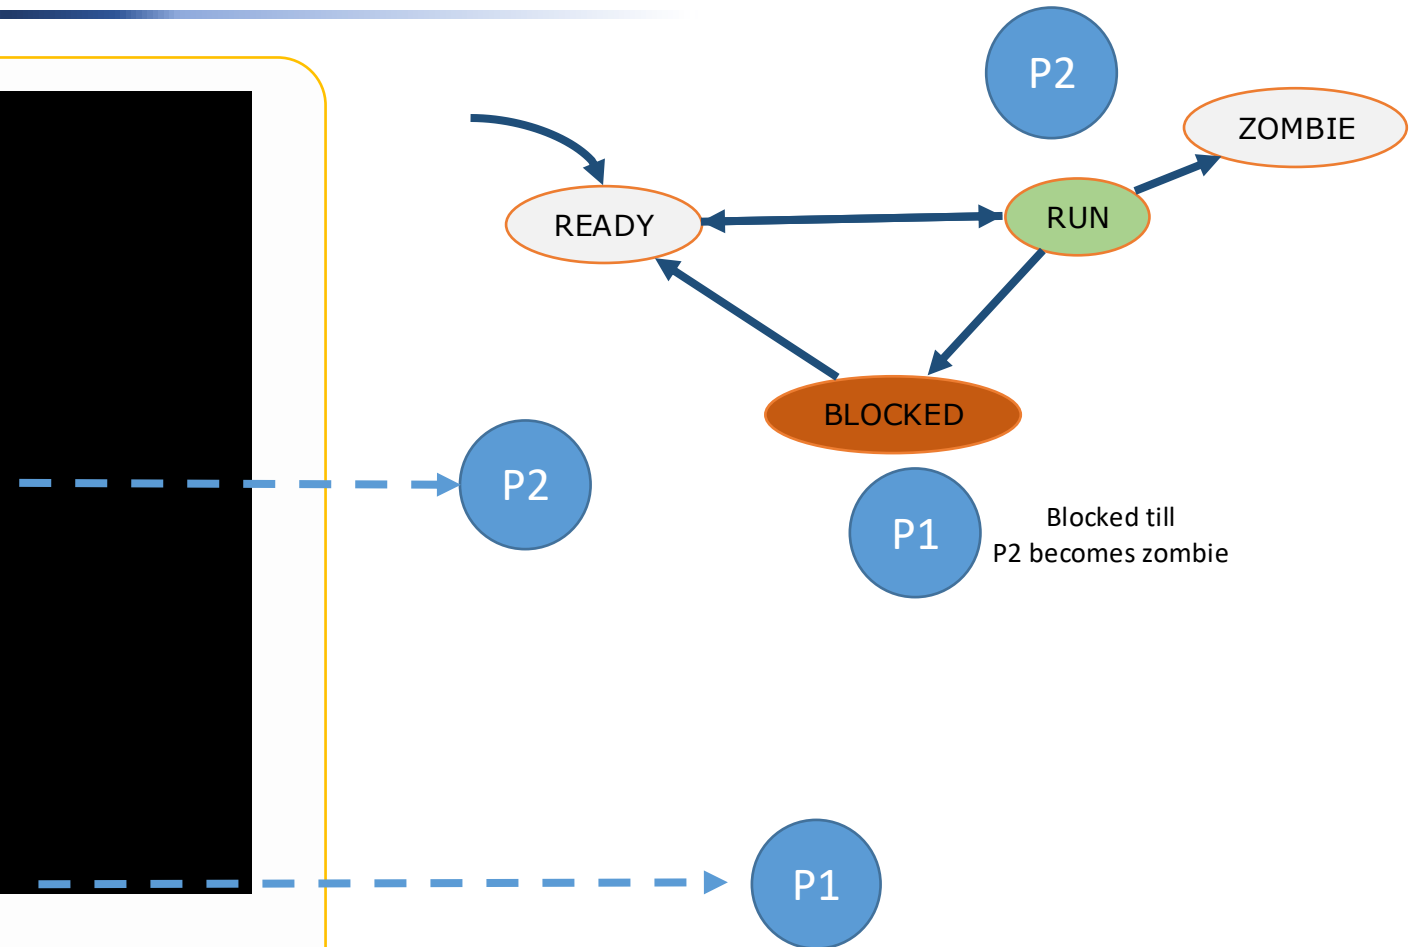 P2
ZOMBIE
READY
RUN
BLOCKED
P2
P1
Blocked till
P2 becomes zombie
P1